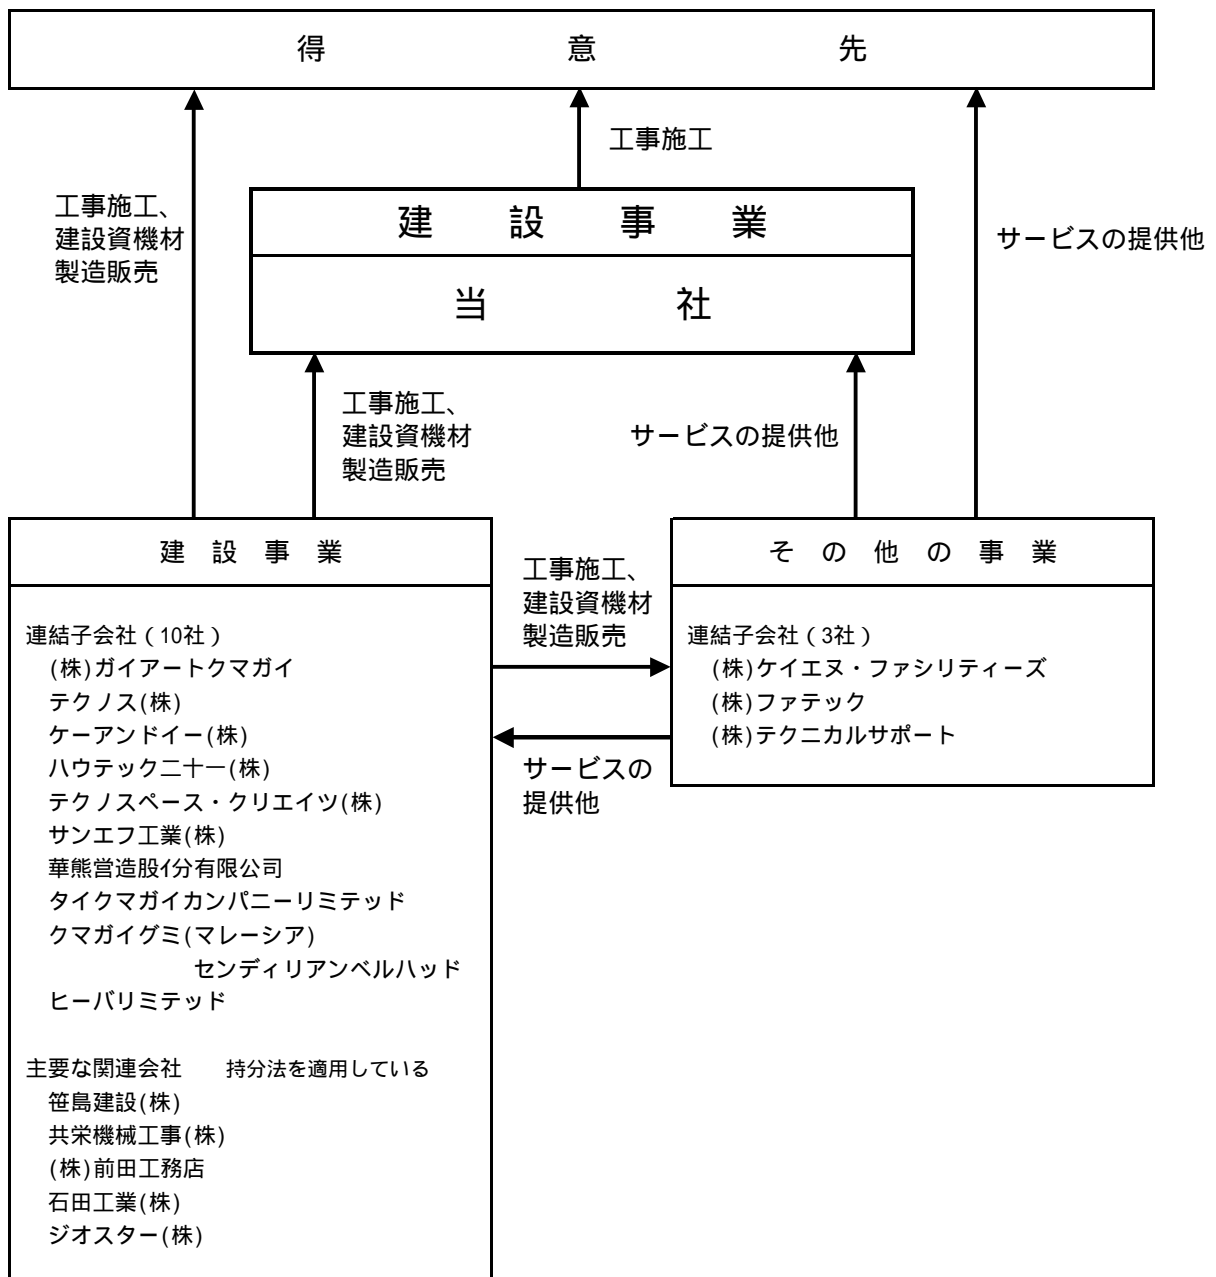 得意先
工事施工
工事施工、
建設資機材
製造販売
建設事業
当社
サービスの提供他
工事施工、
建設資機材
製造販売
サービスの提供他
建設事業
連結子会社(10社)
(株)ガイアートクマガイ
テクノス(株)
ケーアンドイー(株)
ハウテック二十一(株)
テクノスペース・クリエイツ(株)
サンエフ工業(株)
華熊営造股イ分有限公司
タイクマガイカンパニーリミテッド
クマガイグミ(マレーシア)
センディリアンベルハッド
ヒーバリミテッド
主要な関連会社 持分法を適用している
笹島建設(株)
共栄機械工事(株)
(株)前田工務店
石田工業(株)
ジオスター(株)
工事施工、
建設資機材
製造販売
サービスの
提供他
その他の事業
連結子会社(3社)
(株)ケイエヌ・ファシリティーズ
(株)ファテック
(株)テクニカルサポート